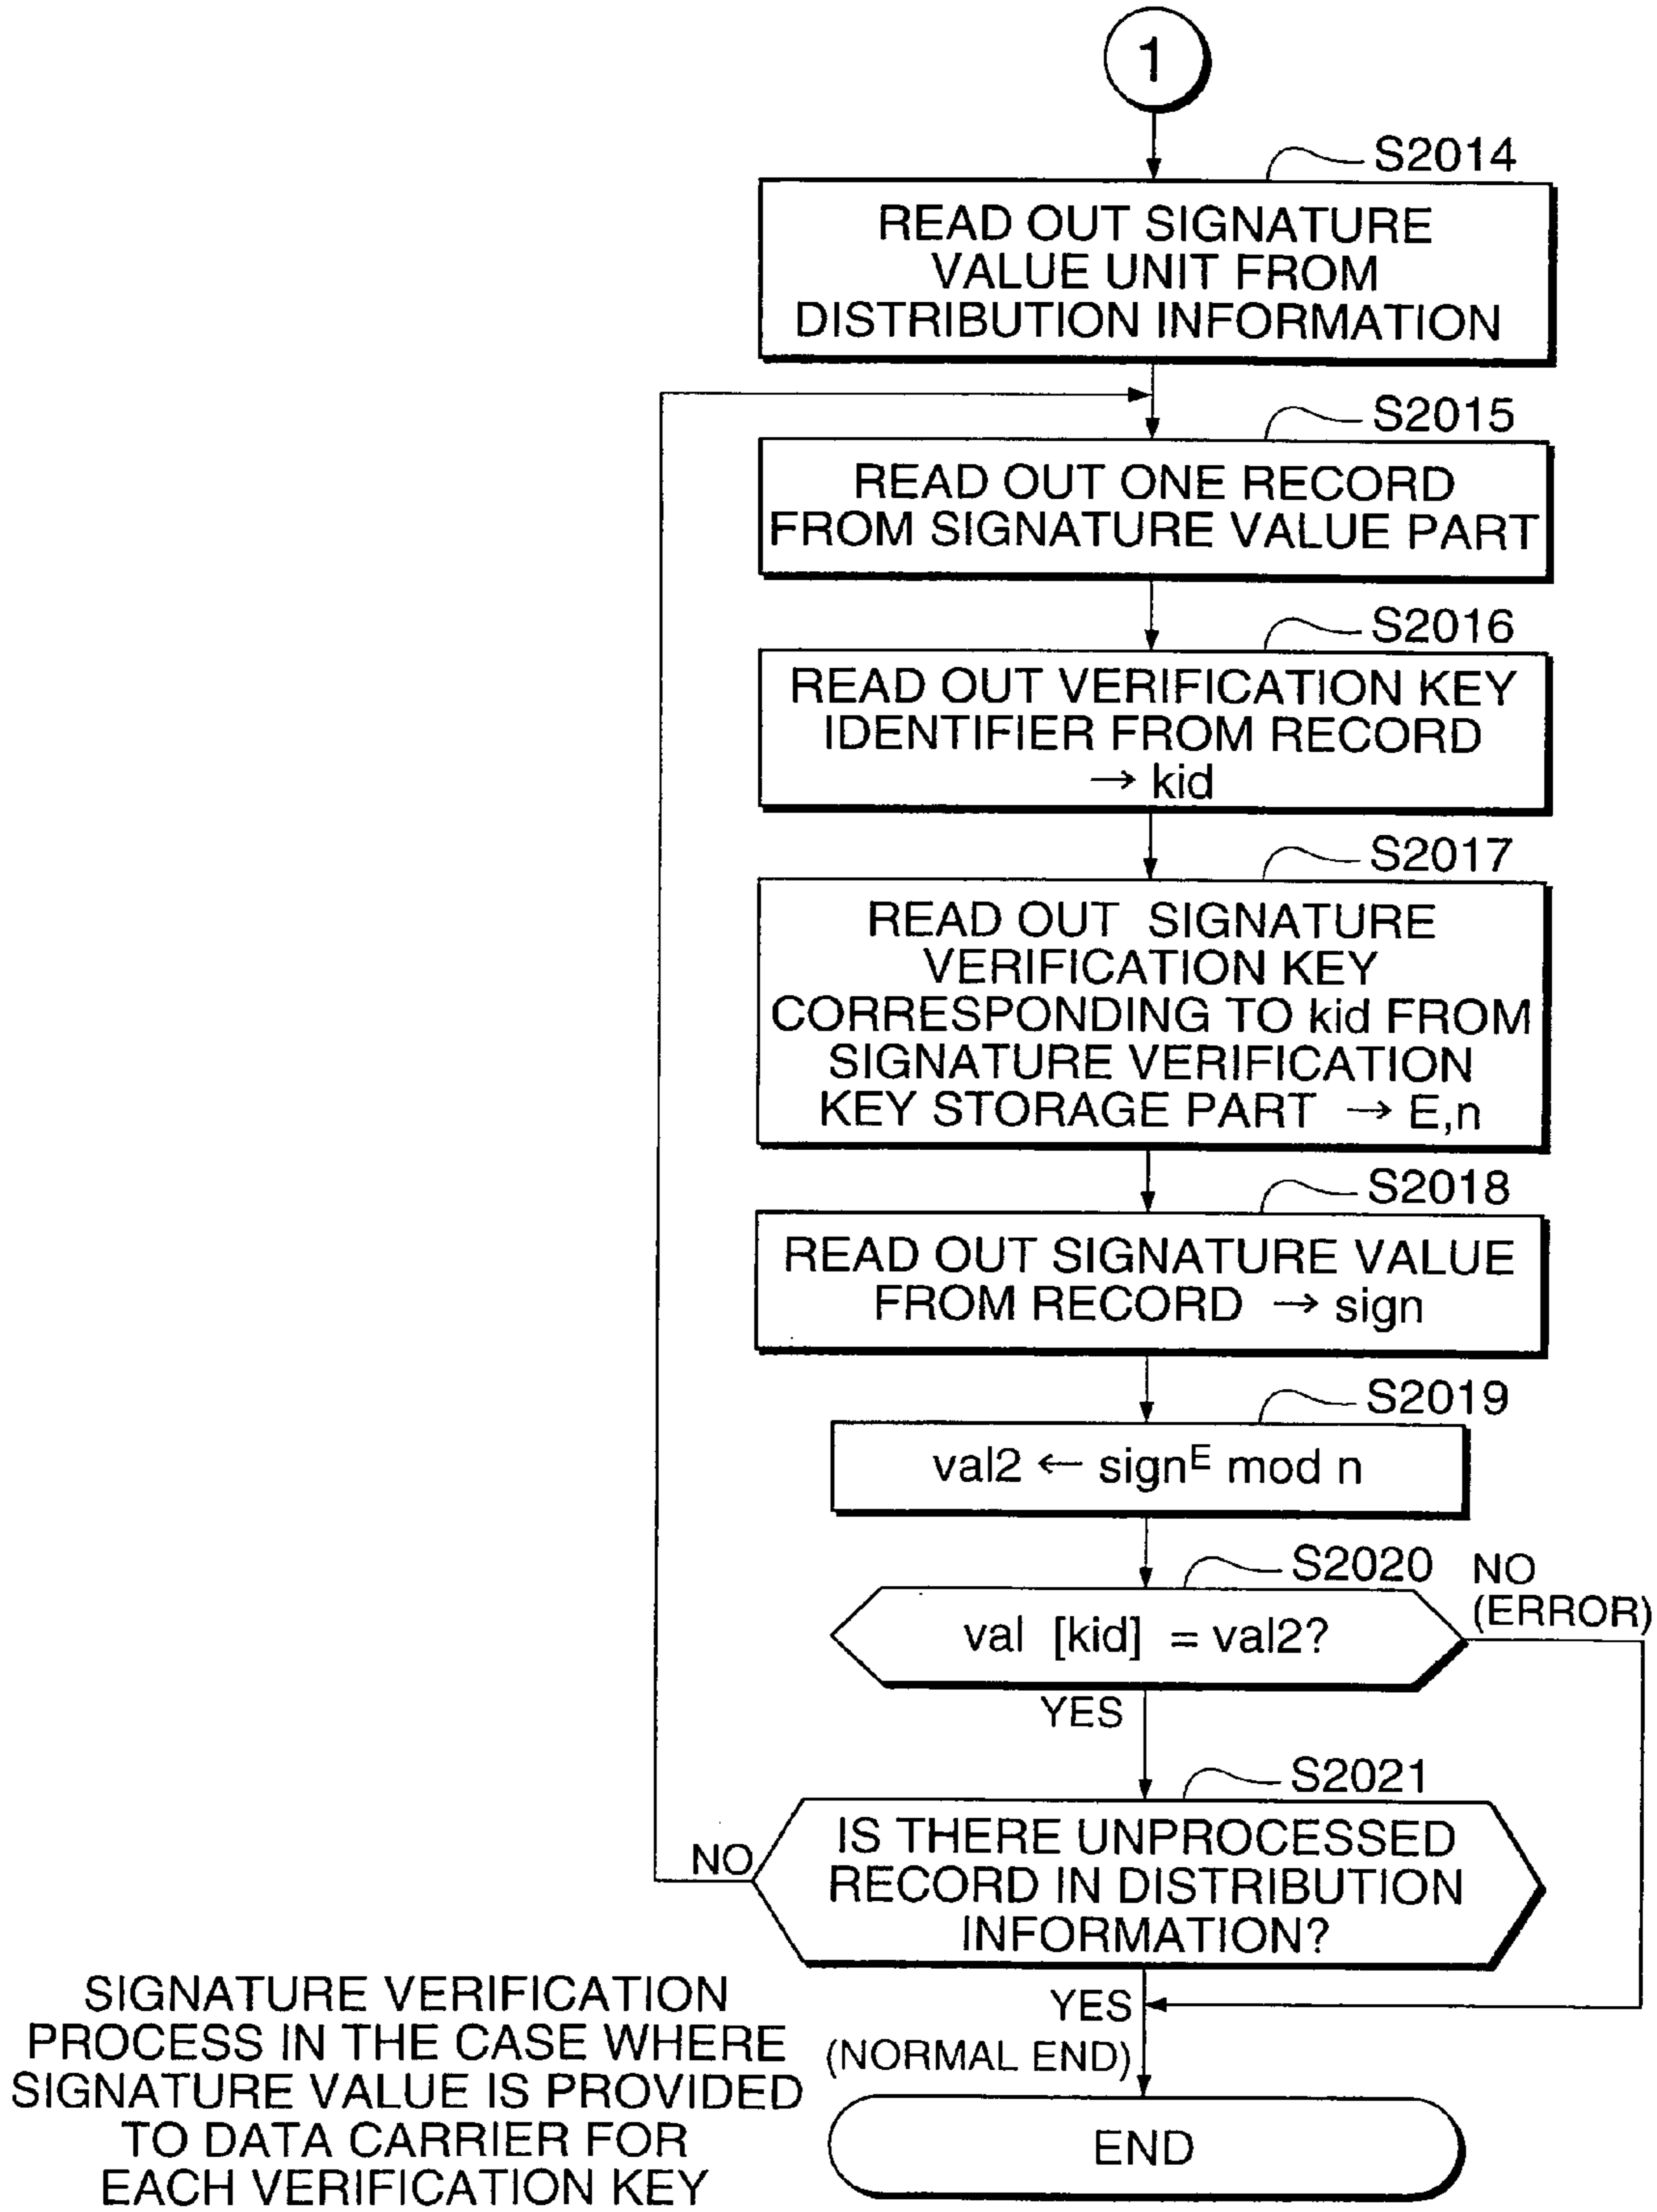 1
S2014
READ OUT SIGNATURE
VALUE UNIT FROM
DISTRIBUTION INFORMATION
S2015
READ OUT ONE RECORD
FROM SIGNATURE VALUE PART
S2016
READ OUT VERIFICATION KEY
IDENTIFIER FROM RECORD
→ kid
S2017
READ OUT SIGNATURE
VERIFICATION KEY
CORRESPONDING TO kid FROM
SIGNATURE VERIFICATION
KEY STORAGE PART → E,n
S2018
READ OUT SIGNATURE VALUE
FROM RECORD → sign
S2019
val2 ← sign^E mod n
S2020
NO
(ERROR)
val [kid] = val2?
YES
S2021
NO
IS THERE UNPROCESSED
RECORD IN DISTRIBUTION
INFORMATION?
YES
(NORMAL END)
END
SIGNATURE VERIFICATION
PROCESS IN THE CASE WHERE
SIGNATURE VALUE IS PROVIDED
TO DATA CARRIER FOR
EACH VERIFICATION KEY